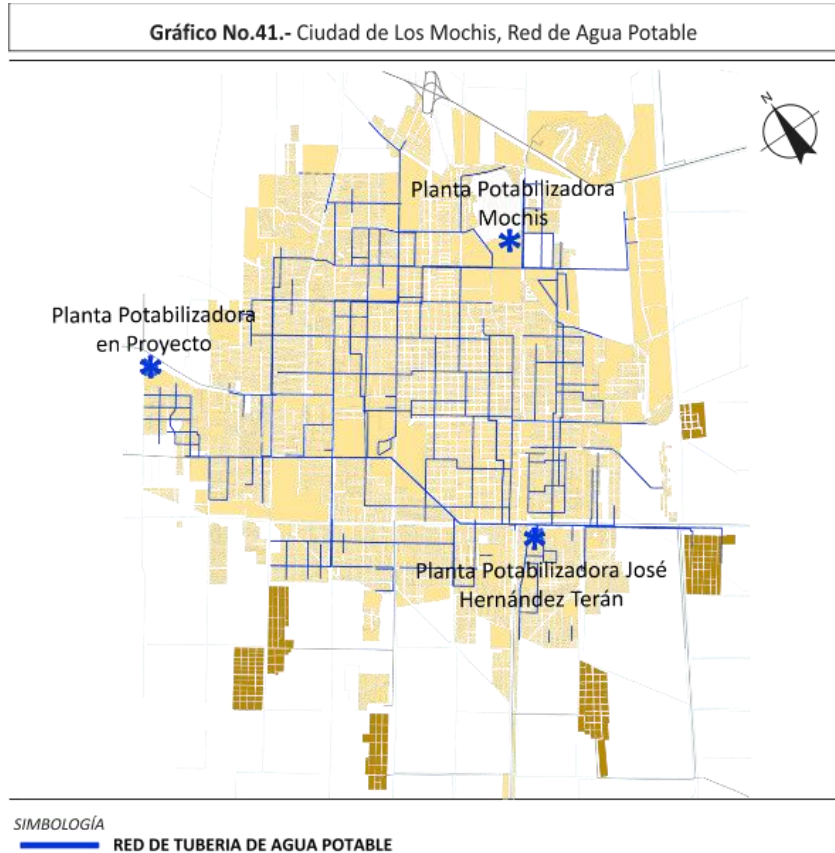 Gráfico No.41.- Ciudad de Los Mochis, Red de Agua Potable
N
Planta Potabilizadora
Mochis
Planta Potabilizadora
en Proyecto
Planta Potabilizadora José
Hernández Terán
SIMBOLOGÍA
RED DE TUBERIA DE AGUA POTABLE